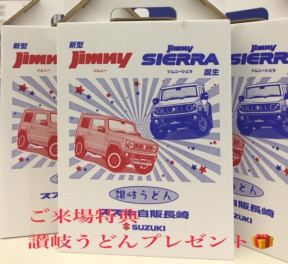 新型
Jimny
ジムニー
Jimny
SIERRA
ジムニーシエラ
誕生
讃岐うどん
ご来場特典
スズキ自販長崎
讃岐うどんプレゼント🎁
SUZUKI